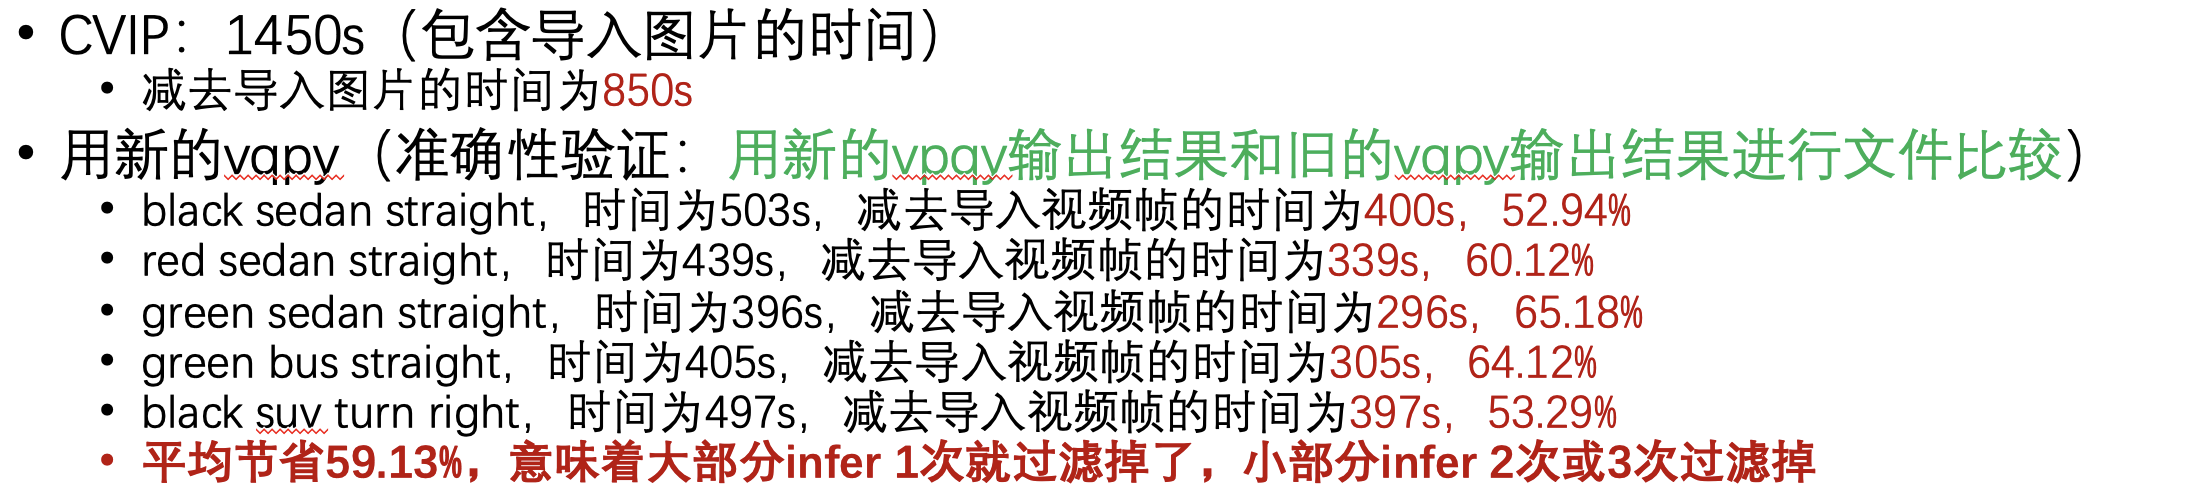 • CVIP：1450s（包含导入图片的时间）
• 减去导入图片的时间为850s
• 用新的vqpy（准确性验证：用新的vpqy输出结果和旧的vqpy输出结果进行文件比较）
• black sedan straight，时间为503s，减去导入视频帧的时间为400s，52.94%
• red sedan straight，时间为439s，减去导入视频帧的时间为339s，60.12%
• green sedan straight，时间为396s，减去导入视频帧的时间为296s，65.18%
• green bus straight，时间为405s，减去导入视频帧的时间为305s，64.12%
• black suv turn right，时间为497s，减去导入视频帧的时间为397s，53.29%
• 平均节省59.13%，意味着大部分infer 1次就过滤掉了，小部分infer 2次或3次过滤掉